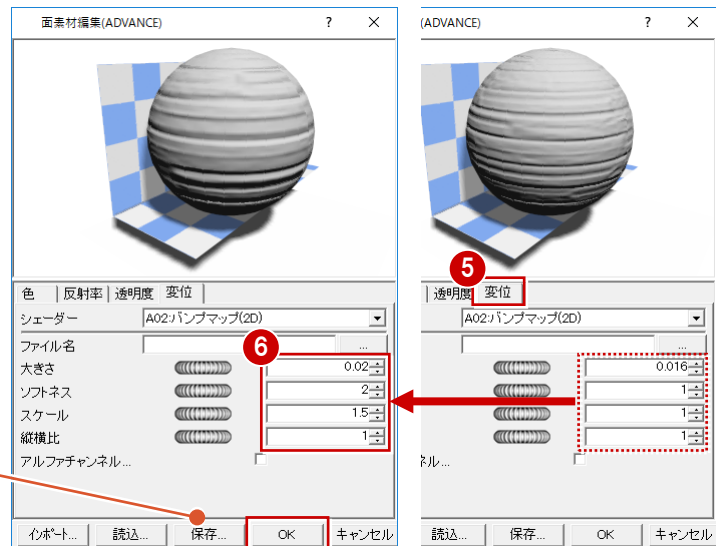 面素材編集(ADVANCE) ? ×
色 反射率 透明度 変位
シェーダー A02:バンプマップ(2D)
ファイル名 ...
6
大きさ 0.02
ソフトネス 2
スケール 1.5
縦横比 1
アルファチャンネル...
インポート... 読込... 保存... OK キャンセル
(ADVANCE) ? ×
5
透明度 変位
A02:バンプマップ(2D)
...
0.016
1
1
1
ネル...
読込... 保存... OK キャンセル